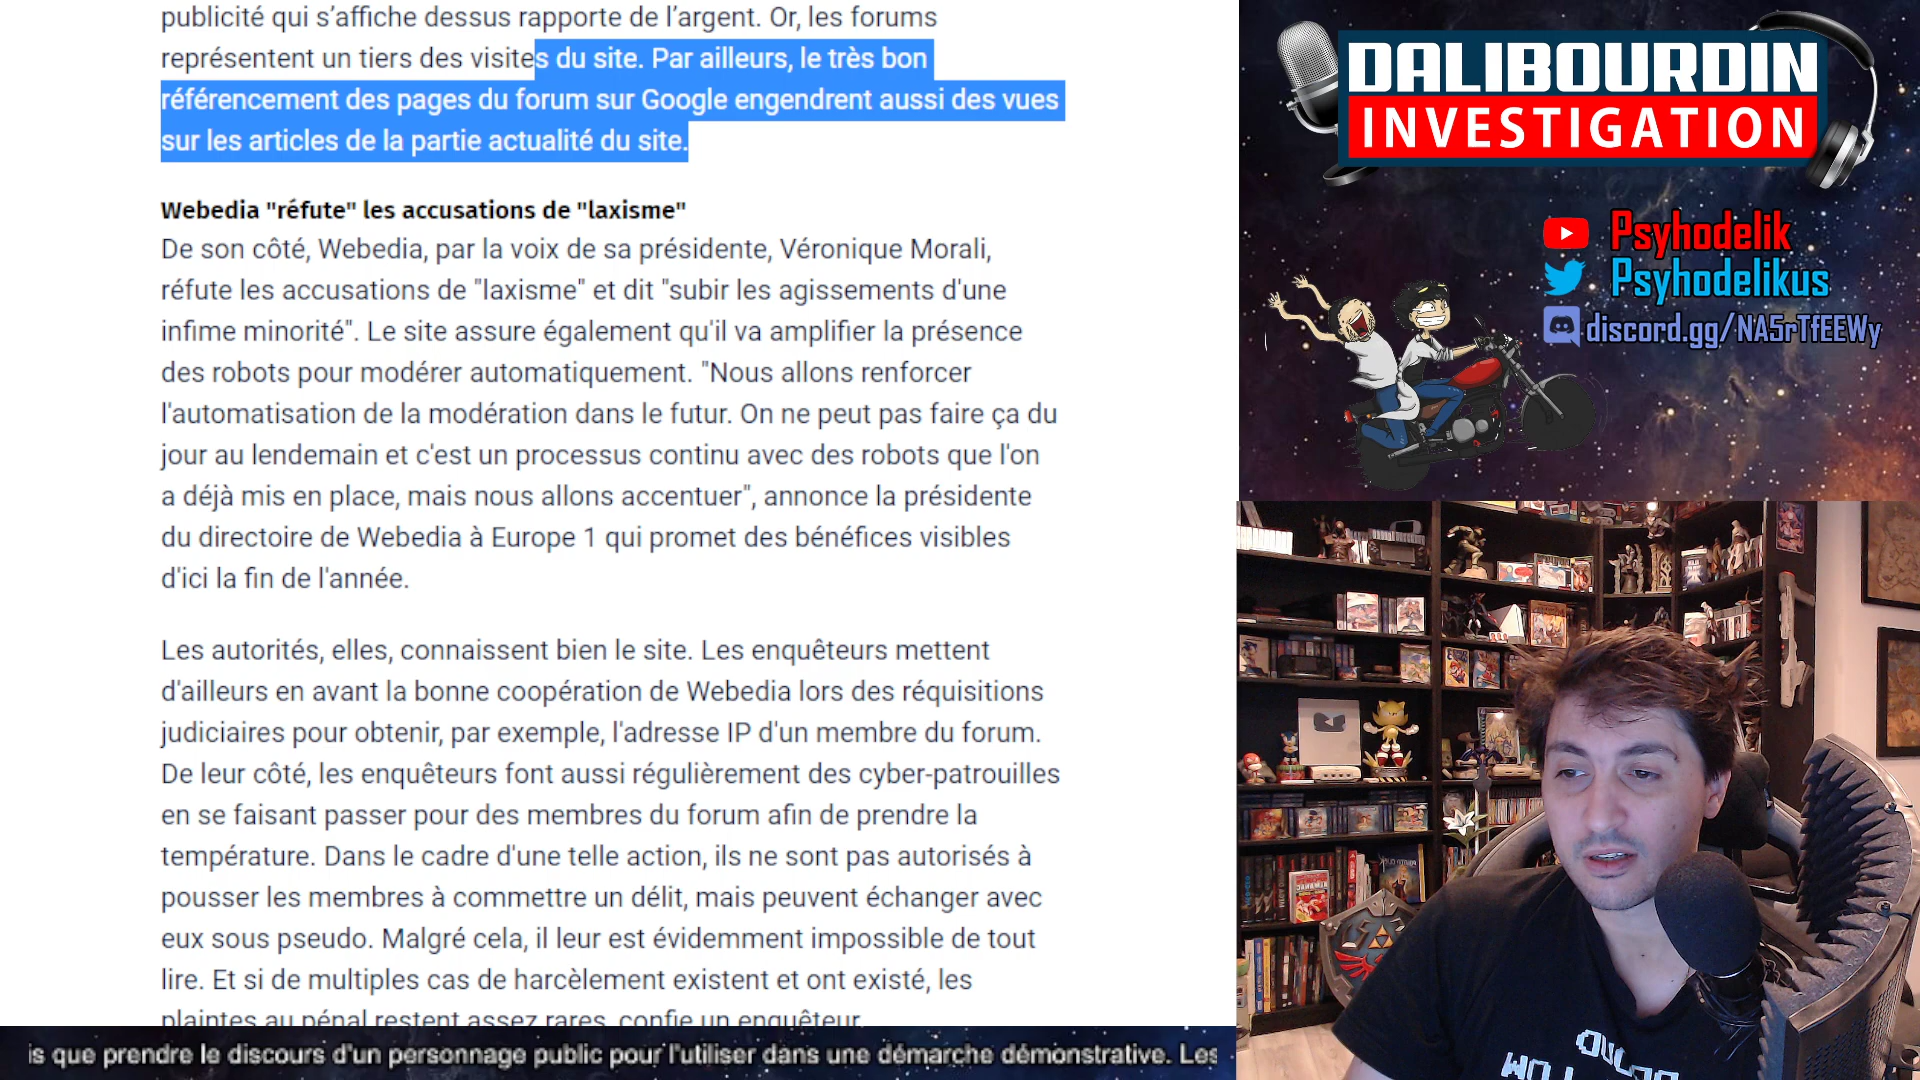 publicité qui s’affiche dessus rapporte de l’argent. Or, les forums
représentent un tiers des visites du site. Par ailleurs, le très bon
référencement des pages du forum sur Google engendrent aussi des vues
sur les articles de la partie actualité du site.
Webedia "réfute" les accusations de "laxisme"
De son côté, Webedia, par la voix de sa présidente, Véronique Morali,
réfute les accusations de "laxisme" et dit "subir les agissements d'une
infime minorité". Le site assure également qu'il va amplifier la présence
des robots pour modérer automatiquement. "Nous allons renforcer
l'automatisation de la modération dans le futur. On ne peut pas faire ça du
jour au lendemain et c'est un processus continu avec des robots que l'on
a déjà mis en place, mais nous allons accentuer", annonce la présidente
du directoire de Webedia à Europe 1 qui promet des bénéfices visibles
d'ici la fin de l'année.
Les autorités, elles, connaissent bien le site. Les enquêteurs mettent
d'ailleurs en avant la bonne coopération de Webedia lors des réquisitions
judiciaires pour obtenir, par exemple, l'adresse IP d'un membre du forum.
De leur côté, les enquêteurs font aussi régulièrement des cyber-patrouilles
en se faisant passer pour des membres du forum afin de prendre la
température. Dans le cadre d'une telle action, ils ne sont pas autorisés à
pousser les membres à commettre un délit, mais peuvent échanger avec
eux sous pseudo. Malgré cela, il leur est évidemment impossible de tout
lire. Et si de multiples cas de harcèlement existent et ont existé, les
plaintes au pénal restent assez rares, confie un enquêteur.
is que prendre le discours d'un personnage public pour l'utiliser dans une démarche démonstrative. Les
DALIBOURDIN
INVESTIGATION
Psyhodelik
Psyhodelikus
discord.gg/NA5rTfEEWy